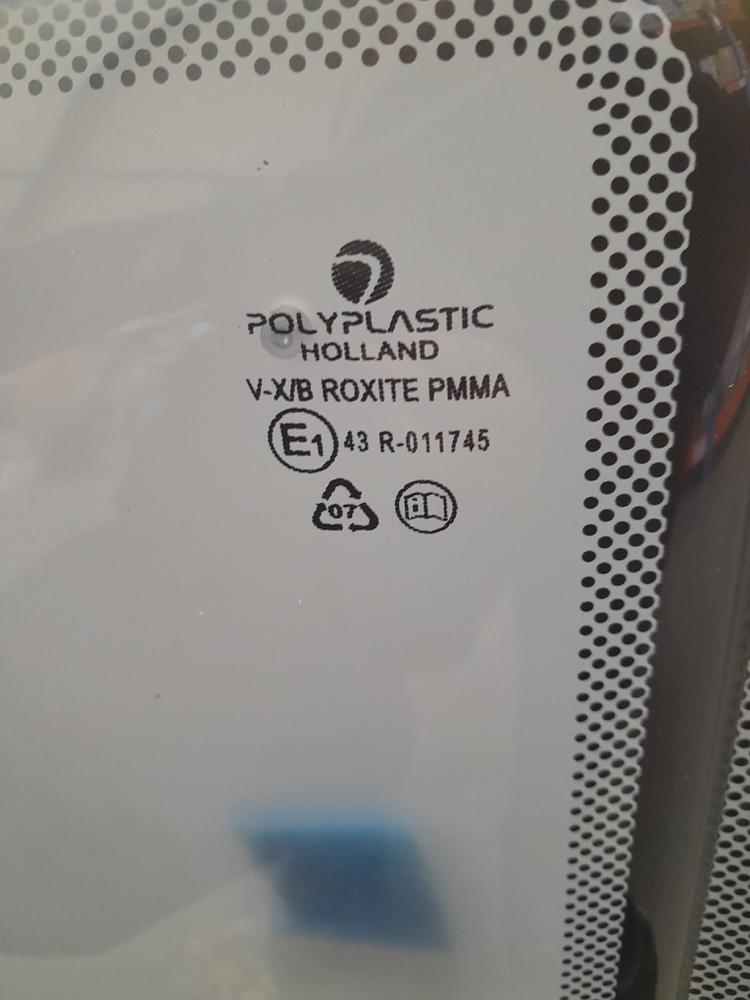 POLYPLASTIC
HOLLAND
V-X/B ROXITE PMMA
E1 43 R-011745
07 i